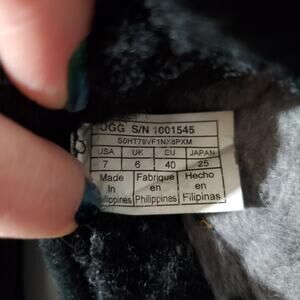 UGG S/N 1001545
S0HT79VF1NX8PXM
USA UK EU JAPAN
7 6 40 25
Made Fabrique Hecho
In en en
Philippines Philippines Filipinas